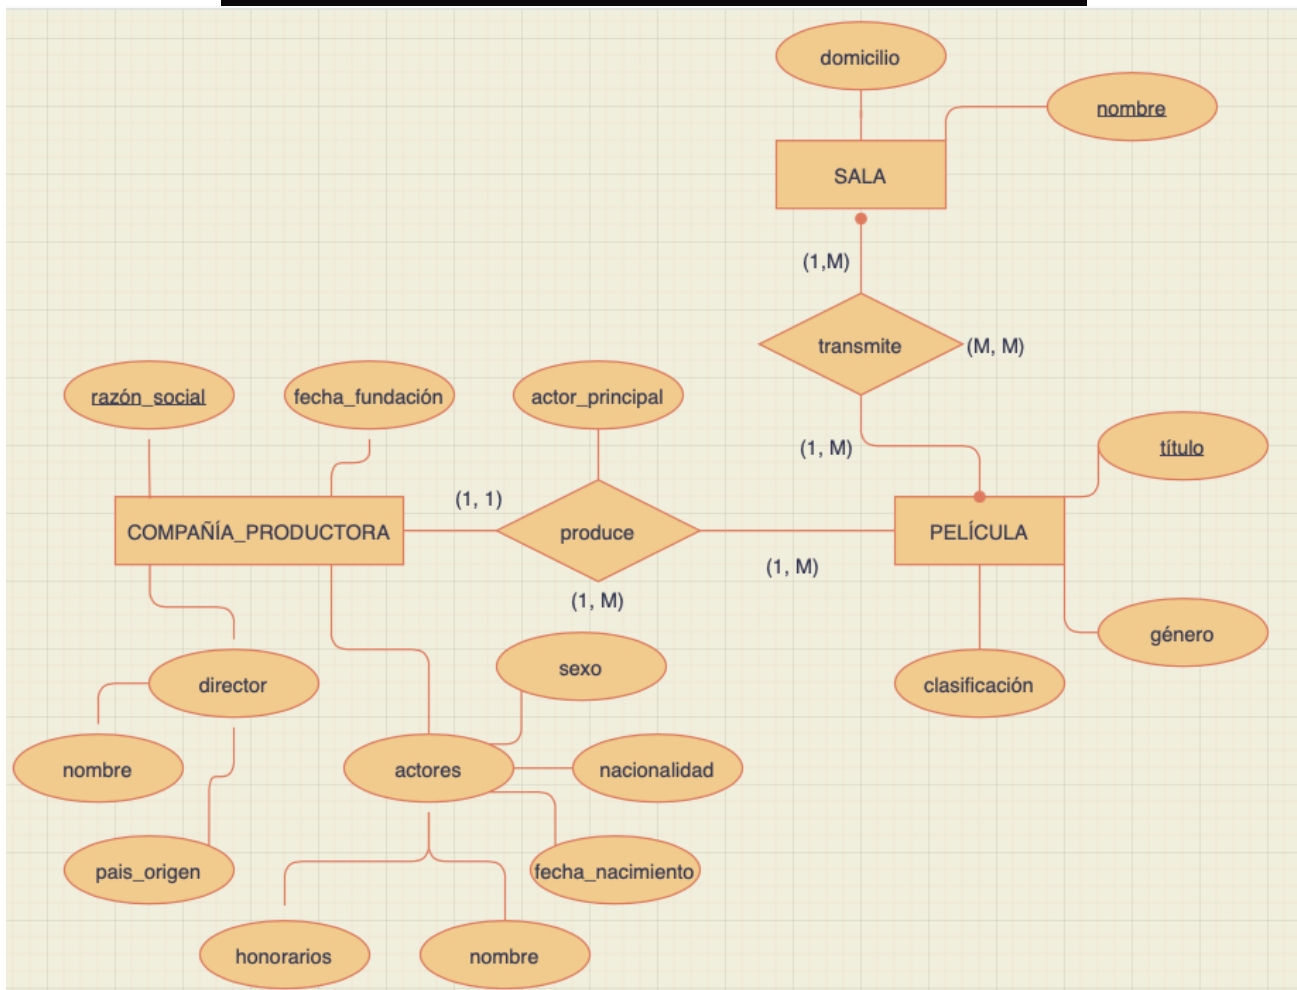 domicilio
nombre
SALA
(1,M)
transmite
(M, M)
razón_social
fecha_fundación
actor_principal
(1, M)
título
(1, 1)
COMPAÑÍA_PRODUCTORA
produce
PELÍCULA
(1, M)
(1, M)
género
sexo
director
clasificación
nombre
actores
nacionalidad
pais_origen
fecha_nacimiento
honorarios
nombre